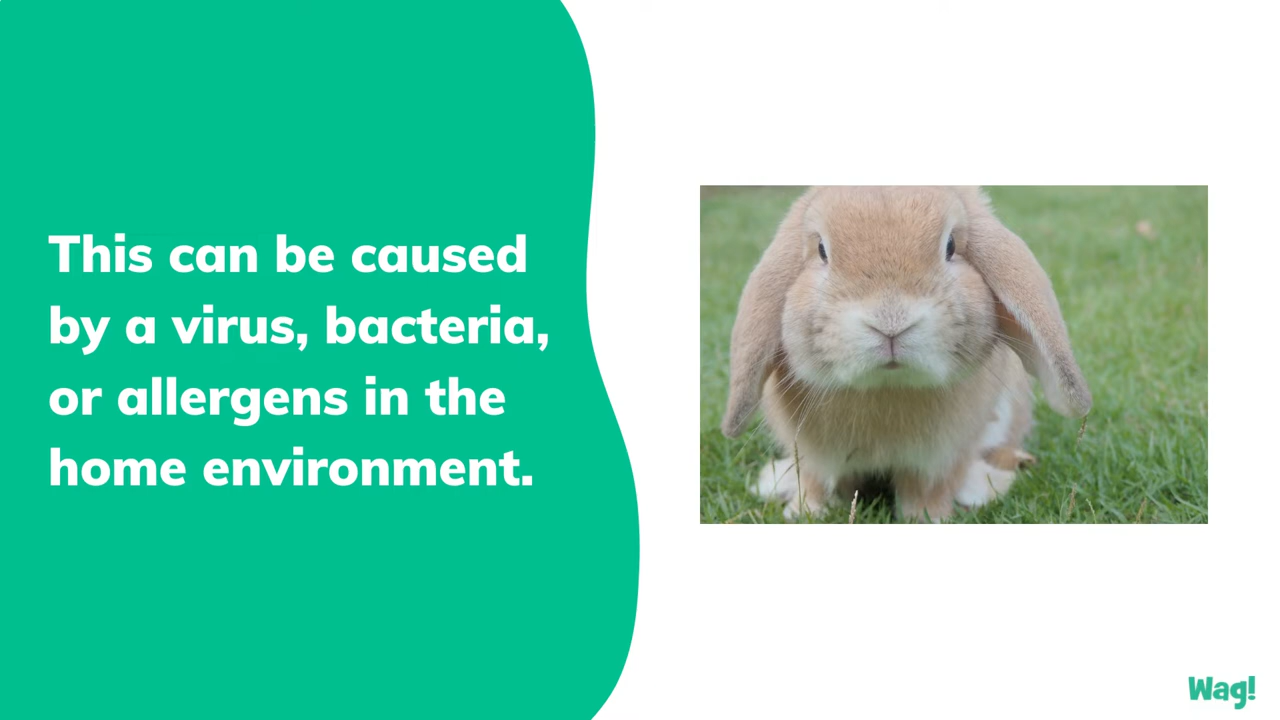 This can be caused
by a virus, bacteria,
or allergens in the
home environment.
Wag!